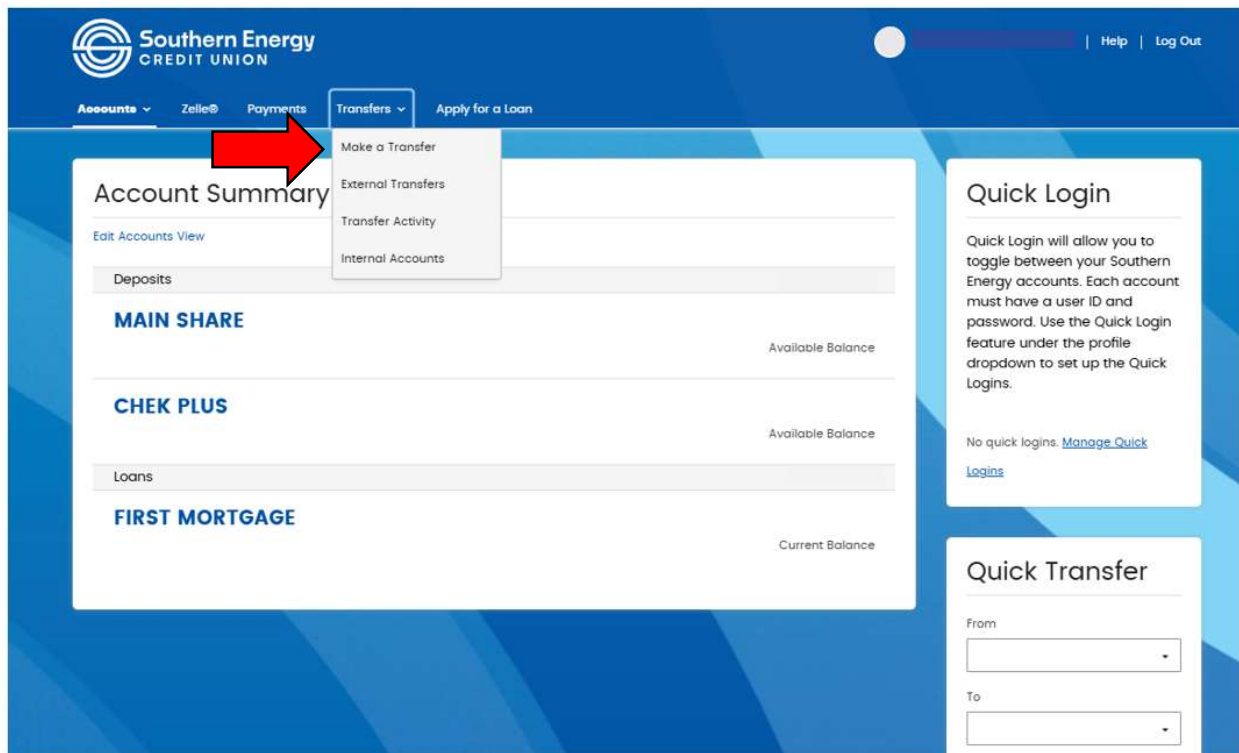 Southern Energy
CREDIT UNION
| Help | Log Out
Accounts Zelle® Payments Transfers Apply for a Loan
Make a Transfer
External Transfers
Transfer Activity
Internal Accounts
Account Summary
Edit Accounts View
Deposits
MAIN SHARE
Available Balance
CHEK PLUS
Available Balance
Loans
FIRST MORTGAGE
Current Balance
Quick Login
Quick Login will allow you to
toggle between your Southern
Energy accounts. Each account
must have a user ID and
password. Use the Quick Login
feature under the profile
dropdown to set up the Quick
Logins.
No quick logins. Manage Quick
Logins
Quick Transfer
From
To